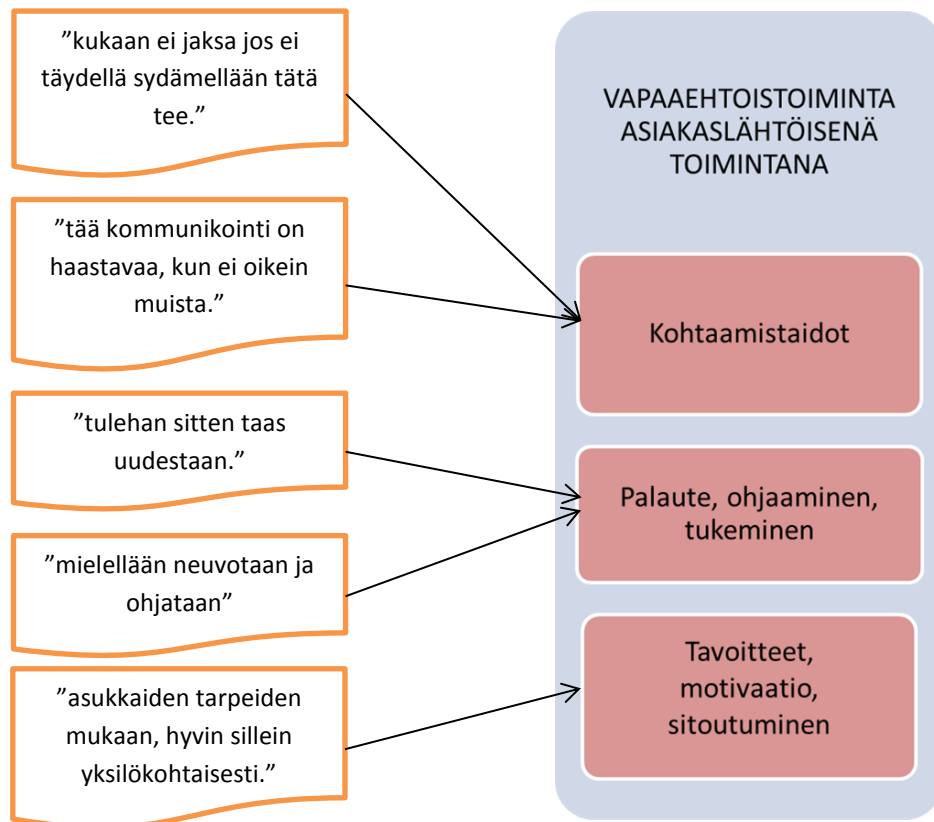 ”kukaan ei jaksa jos ei
täydellä sydämellään tätä
tee.”
”tää kommunikointi on
haastavaa, kun ei oikein
muista.”
”tulehan sitten taas
uudestaan.”
”mielellään neuvotaan ja
ohjataan”
”asukkaiden tarpeiden
mukaan, hyvin sillein
yksilökohtaisesti.”
VAPAAEHTOISTOIMINTA
ASIAKASLÄHTÖISENÄ
TOIMINTANA
Kohtaamistaidot
Palaute, ohjaaminen,
tukeminen
Tavoitteet,
motivaatio,
sitoutuminen